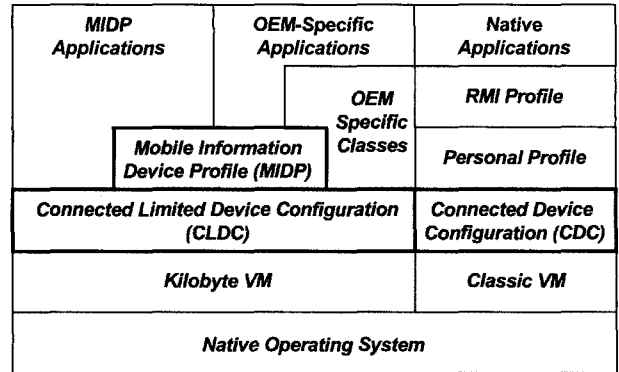 MIDP
Applications
OEM-Specific
Applications
Native
Applications
OEM
Specific
Classes
RMI Profile
Mobile Information
Device Profile (MIDP)
Personal Profile
Connected Limited Device Configuration
(CLDC)
Connected Device
Configuration (CDC)
Kilobyte VM
Classic VM
Native Operating System